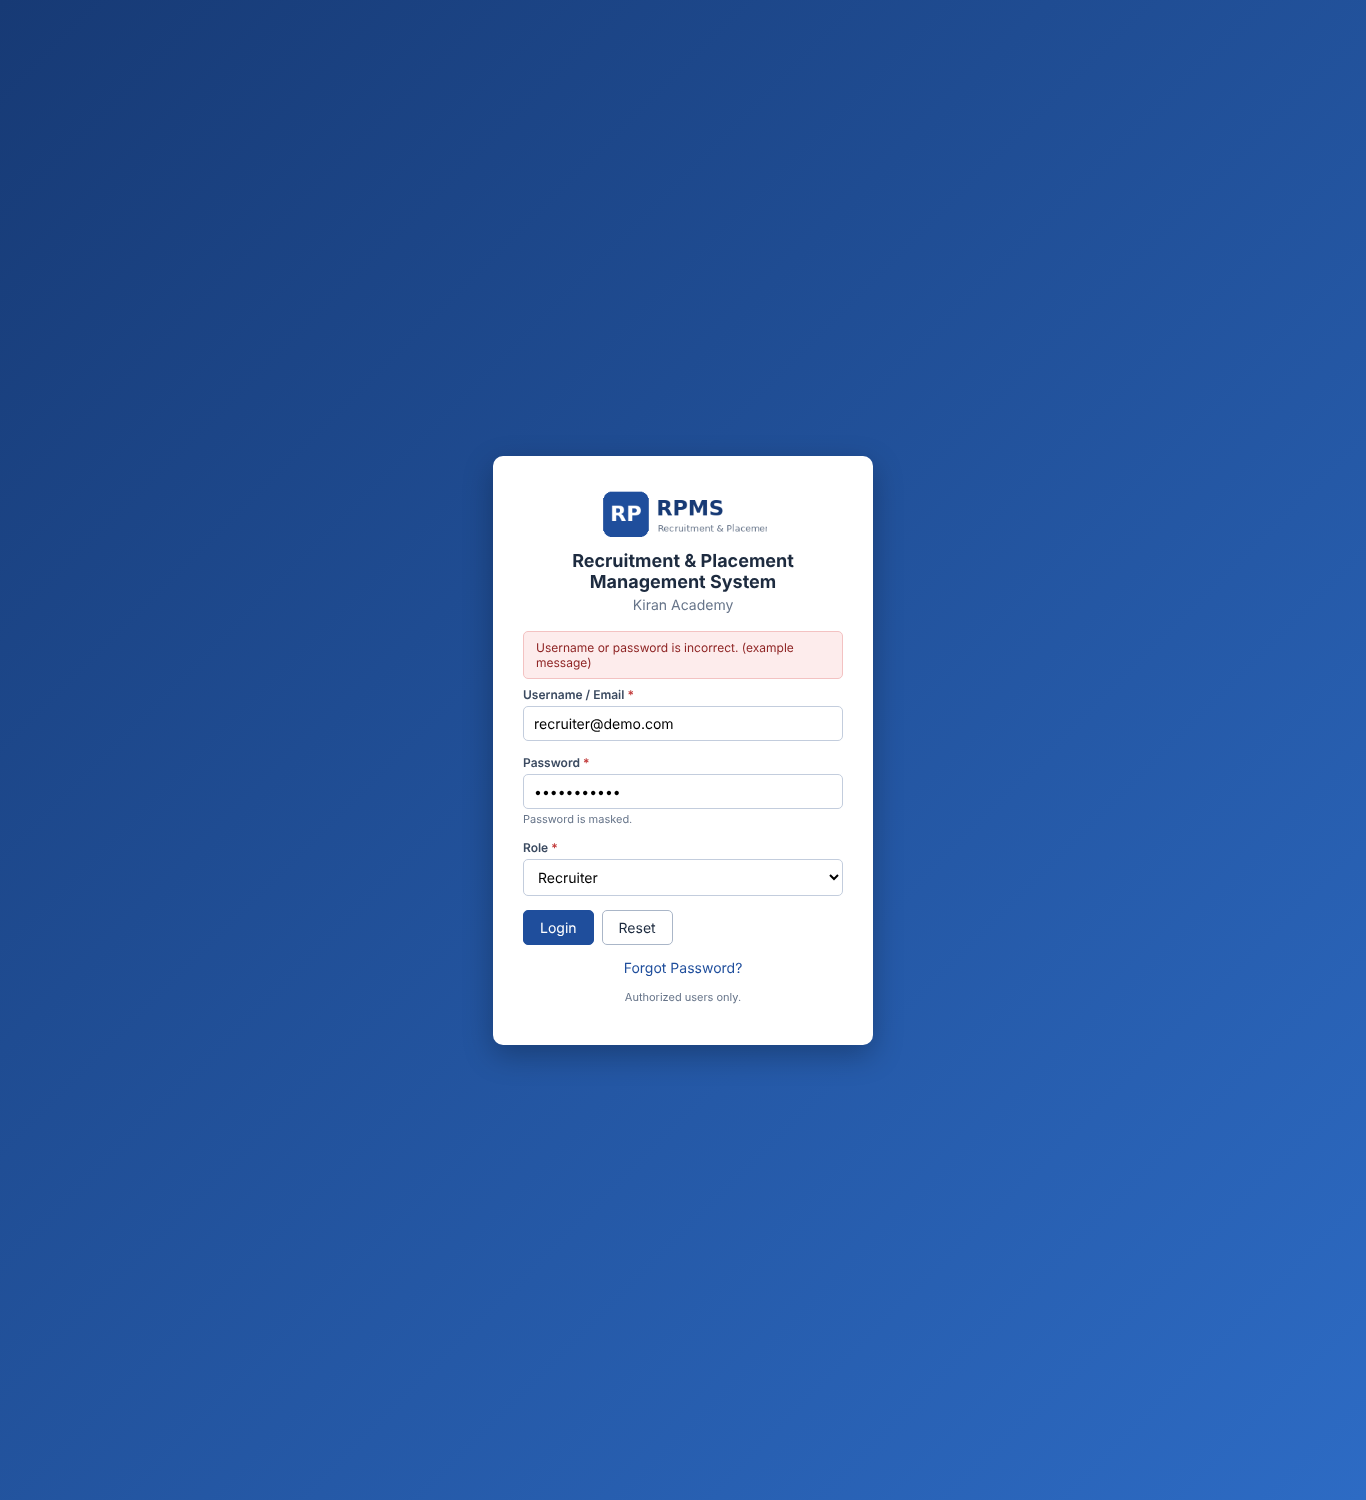 RP
RPMS
Recruitment & Placemen
Recruitment & Placement
Management System
Kiran Academy
Username or password is incorrect. (example
message)
Username / Email *
recruiter@demo.com
Password *
•••••••••••
Password is masked.
Role *
Recruiter
Login
Reset
Forgot Password?
Authorized users only.